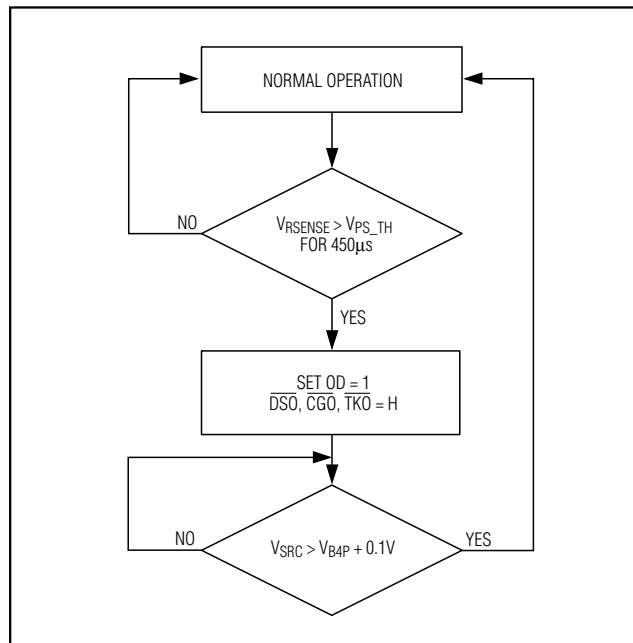 NORMAL OPERATION
NO
VRSENSE > VPS_TH
FOR 450μs
YES
SET OD = 1
DSO, CGO, TKO = H
NO
VSRC > VB4P + 0.1V
YES